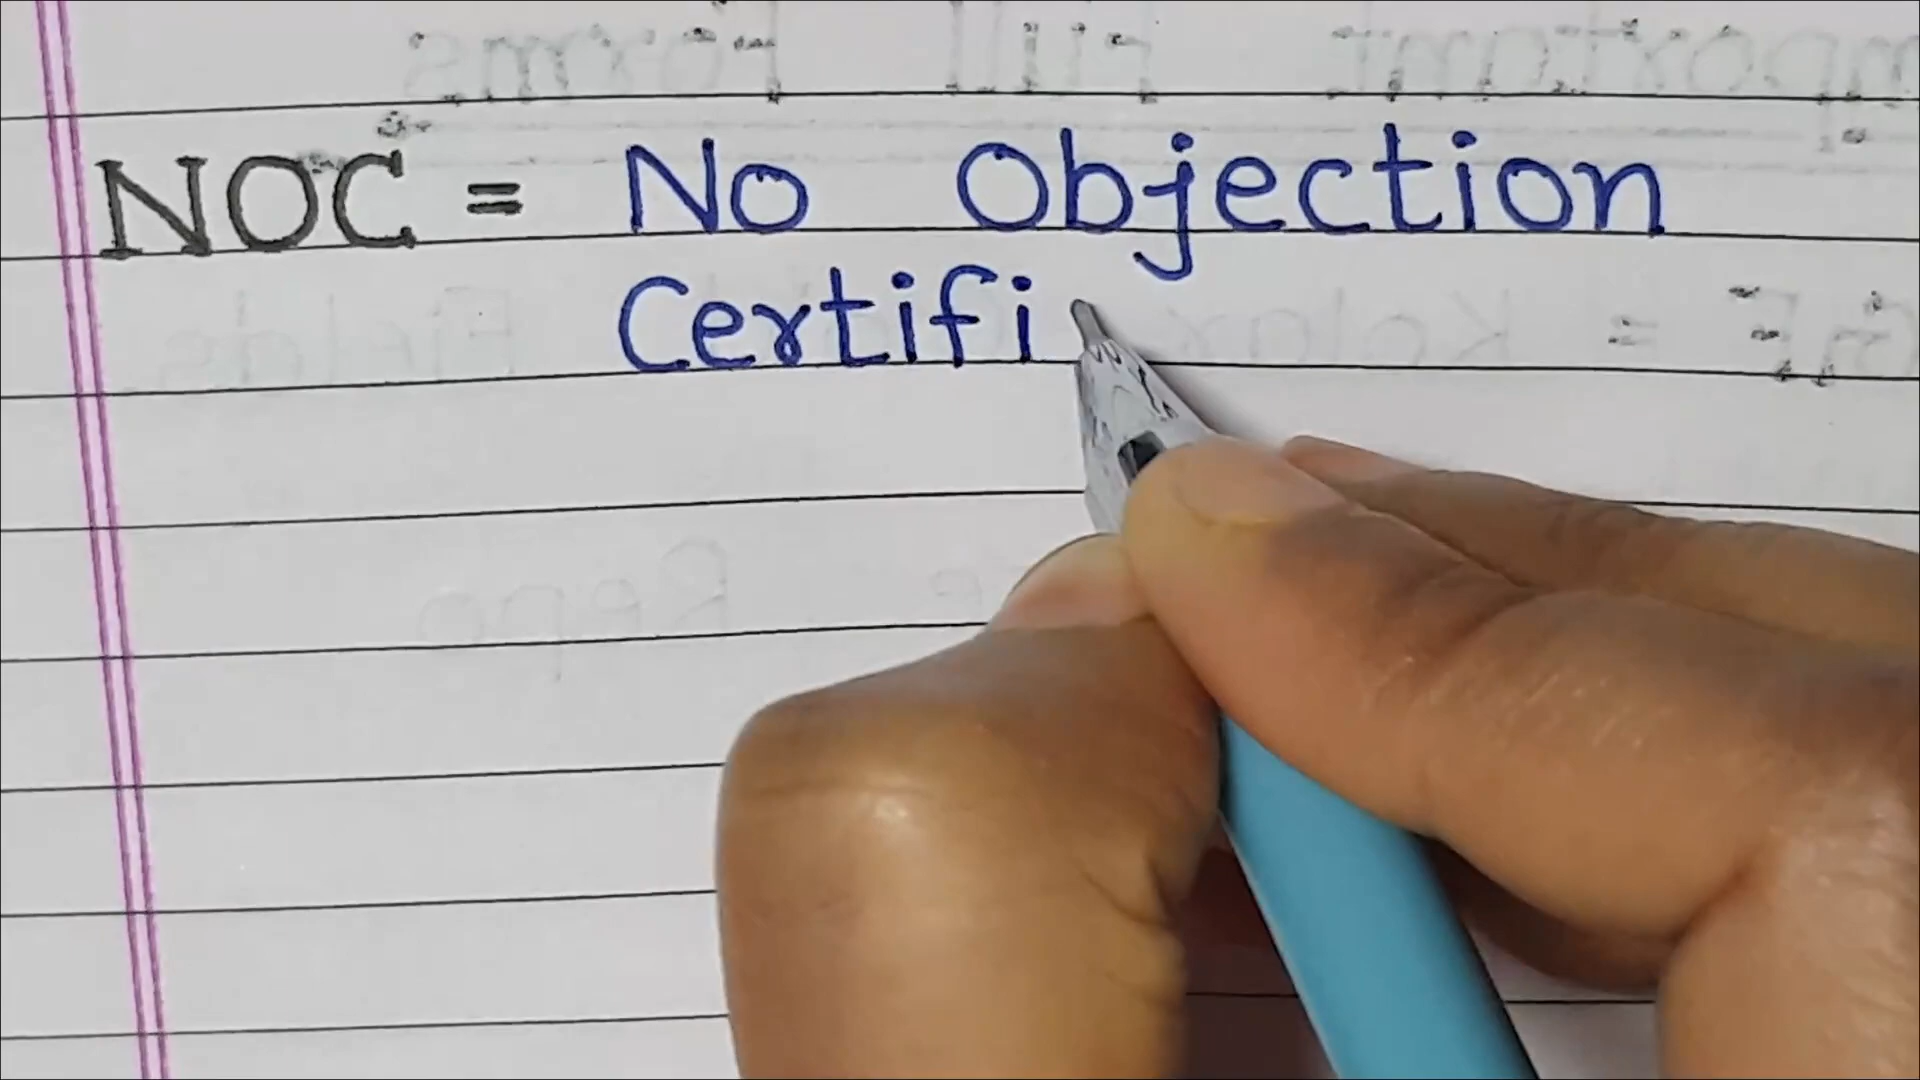 NOC = No Objection
Certifi